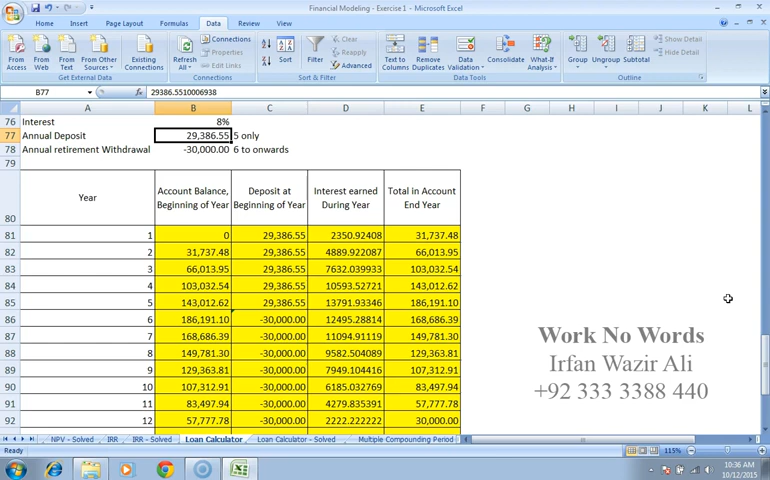 Financial Modeling - Exercise 1 - Microsoft Excel
Home Insert Page Layout Formulas Data Review View
From Access
From Web
From Text
From Other Sources
Existing Connections
Refresh All
Connections
Properties
Edit Links
Sort
Filter
Clear
Reapply
Advanced
Text to Columns
Remove Duplicates
Data Validation
Consolidate
What-If Analysis
Group
Ungroup
Subtotal
Show Detail
Hide Detail
Get External Data Connections Sort & Filter Data Tools Outline
B77 fx 29386.5510006938
A B C D E F G H I J K L
76 Interest 8%
77 Annual Deposit 29,386.55 5 only
78 Annual retirement Withdrawal -30,000.00 6 to onwards
79
80 Year Account Balance, Beginning of Year Deposit at Beginning of Year Interest earned During Year Total in Account End Year
81 1 0 29,386.55 2350.92408 31,737.48
82 2 31,737.48 29,386.55 4889.922087 66,013.95
83 3 66,013.95 29,386.55 7632.039933 103,032.54
84 4 103,032.54 29,386.55 10593.52721 143,012.62
85 5 143,012.62 29,386.55 13791.93346 186,191.10
86 6 186,191.10 -30,000.00 12495.28814 168,686.39
87 7 168,686.39 -30,000.00 11094.91119 149,781.30
88 8 149,781.30 -30,000.00 9582.504089 129,363.81
89 9 129,363.81 -30,000.00 7949.104416 107,312.91
90 10 107,312.91 -30,000.00 6185.032769 83,497.94
91 11 83,497.94 -30,000.00 4279.835391 57,777.78
92 12 57,777.78 -30,000.00 2222.222222 30,000.00
Work No Words
Irfan Wazir Ali
+92 333 3388 440
NPV - Solved IRR IRR - Solved Loan Calculator Loan Calculator - Solved Multiple Compounding Period
Ready 115%
10:36 AM
10/12/2015